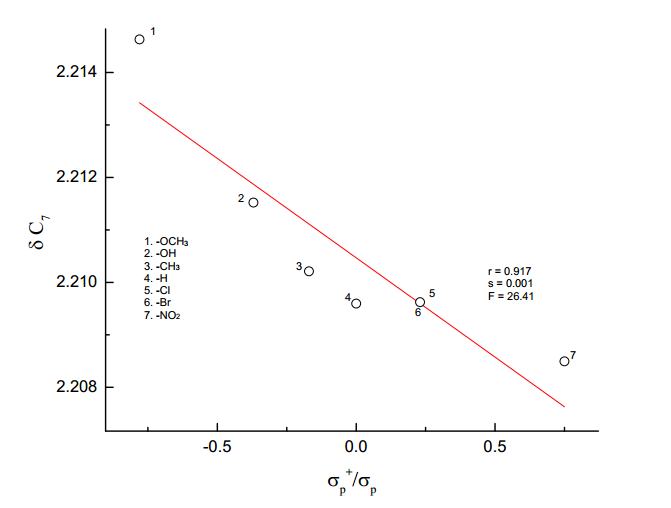 1
2.214
2.212
2
δ C₇
1. -OCH₃
2. -OH
3. -CH₃
4. -H
5. -Cl
6. -Br
7. -NO₂
3
r = 0.917
s = 0.001
F = 26.41
2.210
4
5
6
7
2.208
-0.5
0.0
0.5
σₚ⁺/σₚ